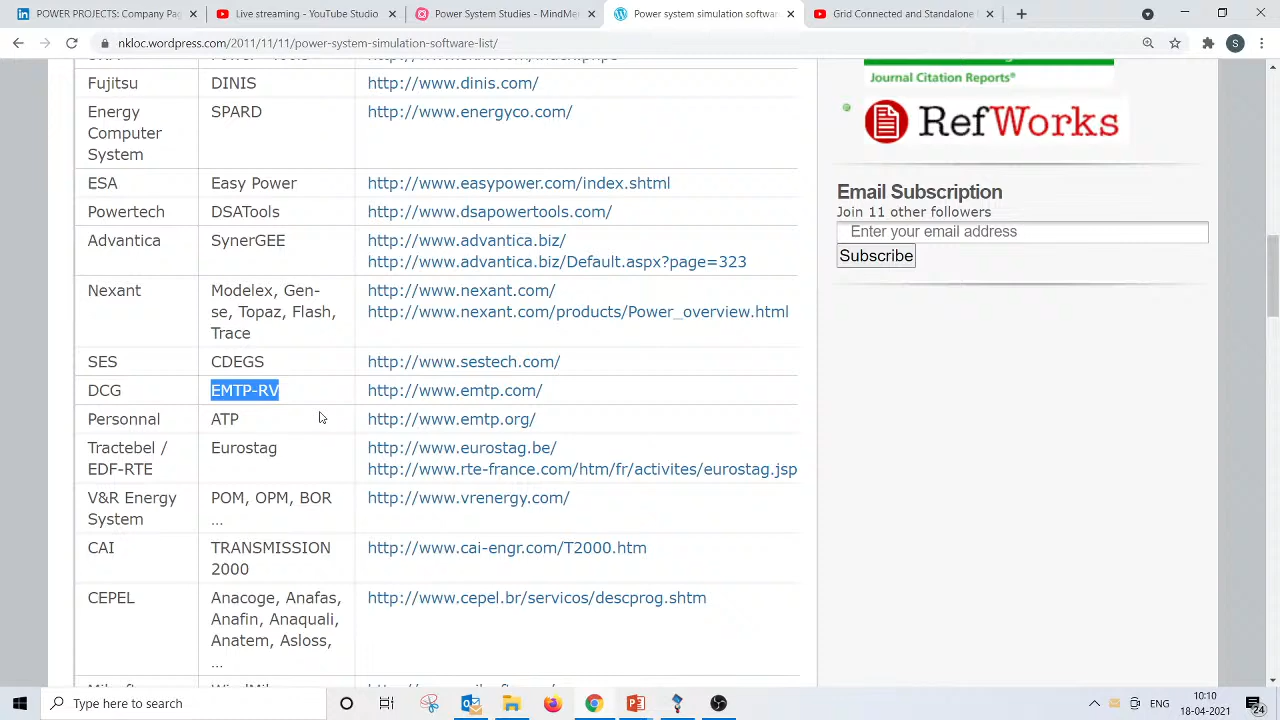 POWER PROJECTS Company Pa
Live streaming - YouTube Studio
Power System Studies - MindMe
Power system simulation softwar
Grid Connected and Standalone
nkloc.wordpress.com/2011/11/11/power-system-simulation-software-list/
Fujitsu DINIS http://www.dinis.com/
Energy SPARD http://www.energyco.com/
Computer
System
ESA Easy Power http://www.easypower.com/index.shtml
Powertech DSATools http://www.dsapowertools.com/
Advantica SynerGEE http://www.advantica.biz/
http://www.advantica.biz/Default.aspx?page=323
Nexant Modelex, Gen- http://www.nexant.com/
se, Topaz, Flash, http://www.nexant.com/products/Power_overview.html
Trace
SES CDEGS http://www.sestech.com/
DCG EMTP-RV http://www.emtp.com/
Personnal ATP http://www.emtp.org/
Tractebel / Eurostag http://www.eurostag.be/
EDF-RTE http://www.rte-france.com/htm/fr/activites/eurostag.jsp
V&R Energy POM, OPM, BOR http://www.vrenergy.com/
System ...
CAI TRANSMISSION http://www.cai-engr.com/T2000.htm
2000
CEPEL Anacoge, Anafas, http://www.cepel.br/servicos/descprog.shtm
Anafin, Anaquali,
Anatem, Asloss,
...
Journal Citation Reports®
RefWorks
Email Subscription
Join 11 other followers
Enter your email address
Subscribe
Type here to search
ENG
10:10
18-04-2021
24